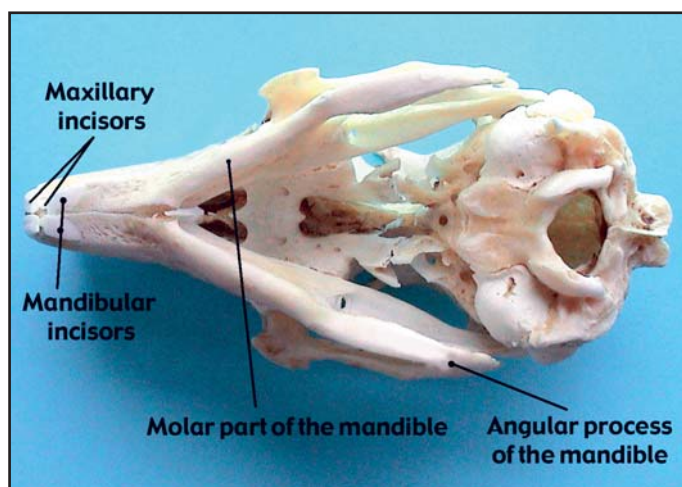 Maxillary
incisors
Mandibular
incisors
Molar part of the mandible
Angular process
of the mandible